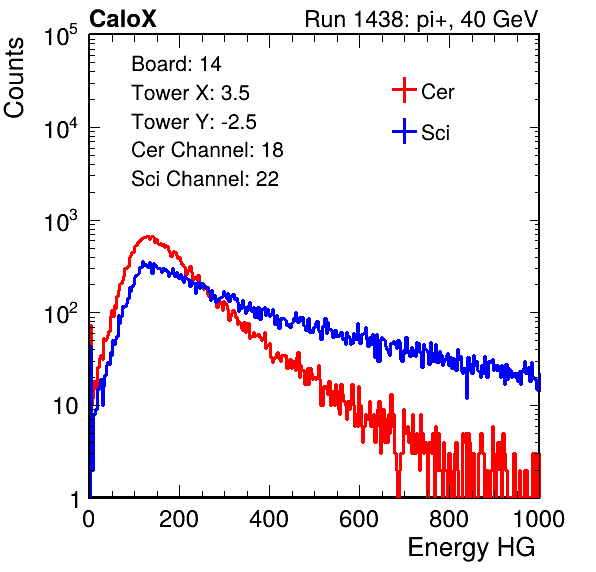 CaloX Run 1438: pi+, 40 GeV
Counts
Board: 14
Tower X: 3.5
Tower Y: -2.5
Cer Channel: 18
Sci Channel: 22
Cer
Sci
10^5
10^4
10^3
10^2
10
1
0 200 400 600 800 1000
Energy HG